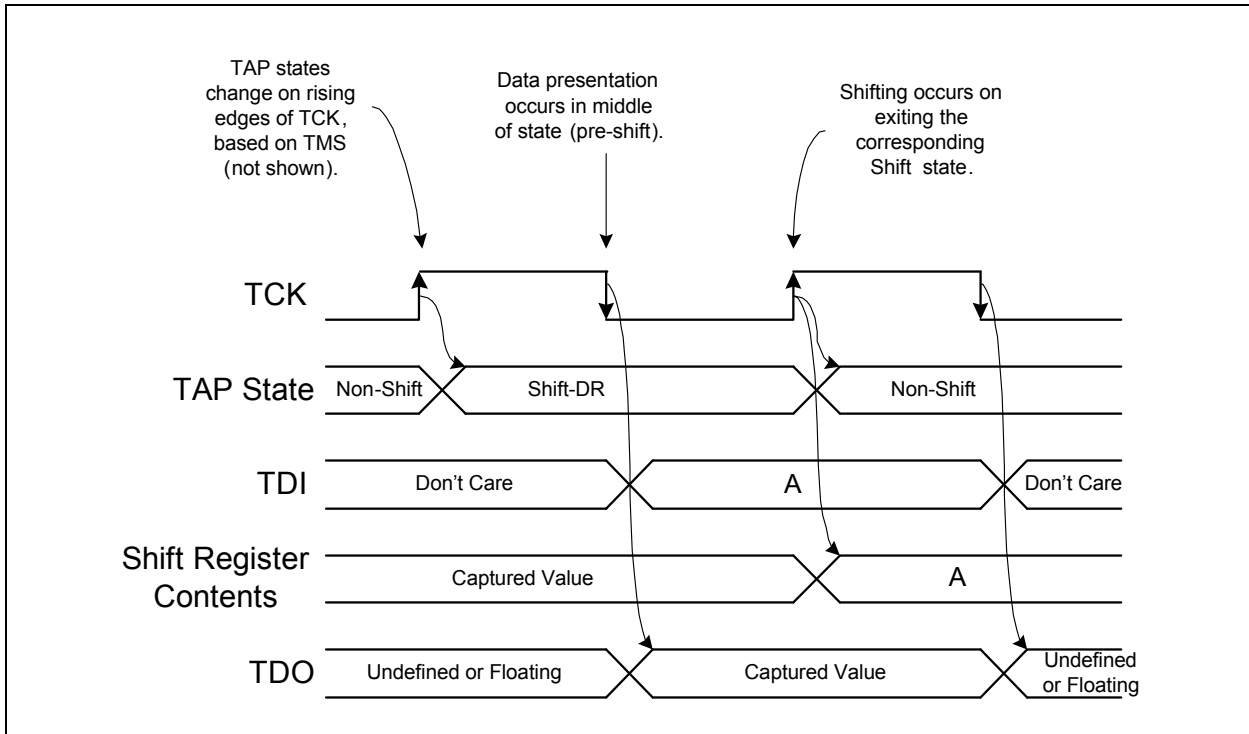 TAP states
change on rising
edges of TCK,
based on TMS
(not shown).
Data presentation
occurs in middle
of state (pre-shift).
Shifting occurs on
exiting the
corresponding
Shift state.
TCK
TAP State
Non-Shift
Shift-DR
Non-Shift
TDI
Don't Care
A
Don't Care
Shift Register
Contents
Captured Value
A
TDO
Undefined or Floating
Captured Value
Undefined
or Floating